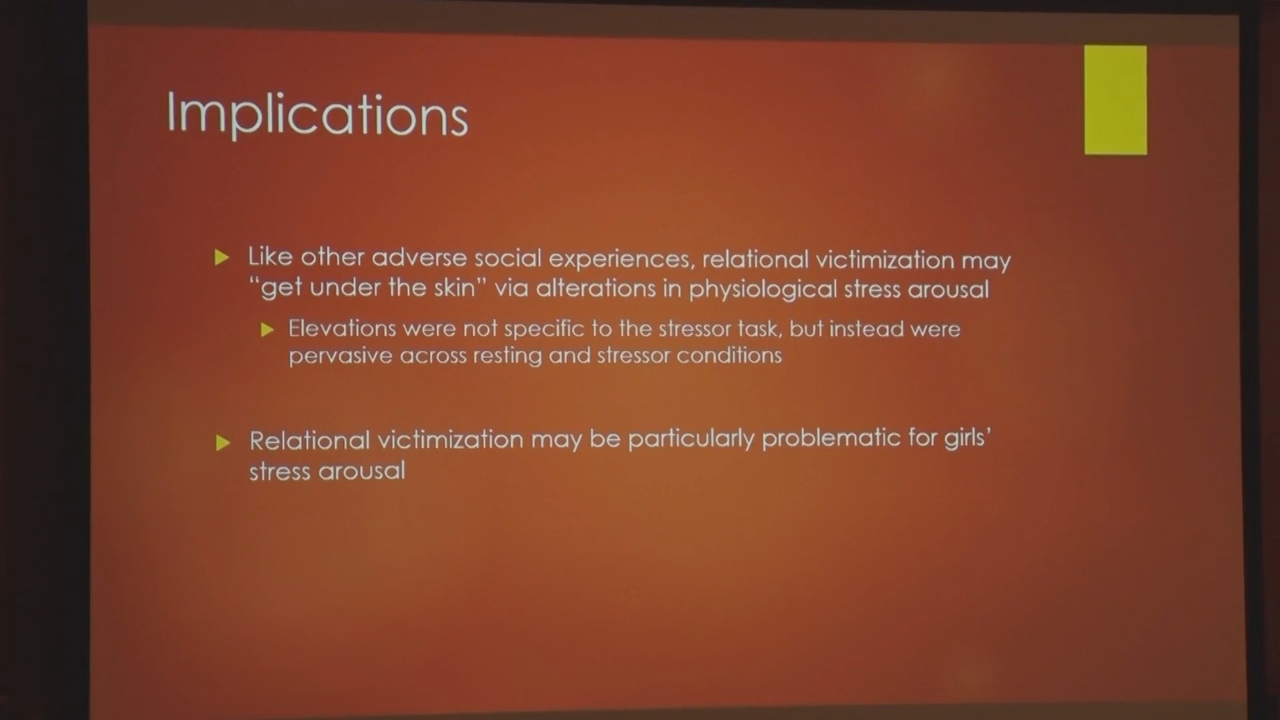 Implications
Like other adverse social experiences, relational victimization may
“get under the skin” via alterations in physiological stress arousal
Elevations were not specific to the stressor task, but instead were
pervasive across resting and stressor conditions
Relational victimization may be particularly problematic for girls’
stress arousal